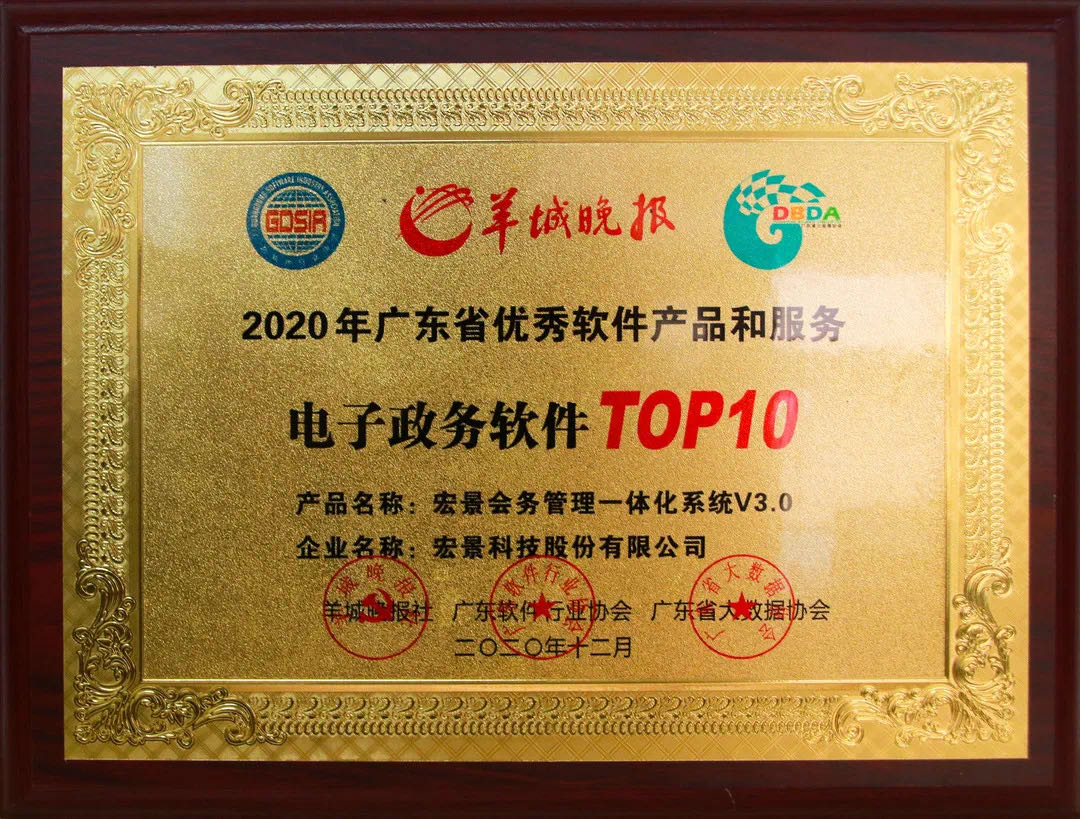 GUANGDONG SOFTWARE INDUSTRY ASSOCIATION
GDSIA
羊城晚报
DBDA
2020年广东省优秀软件产品和服务
电子政务软件TOP10
产品名称：宏景会务管理一体化系统V3.0
企业名称：宏景科技股份有限公司
羊城晚报社 广东软件行业协会 广东省大数据协会
二〇二〇年十二月